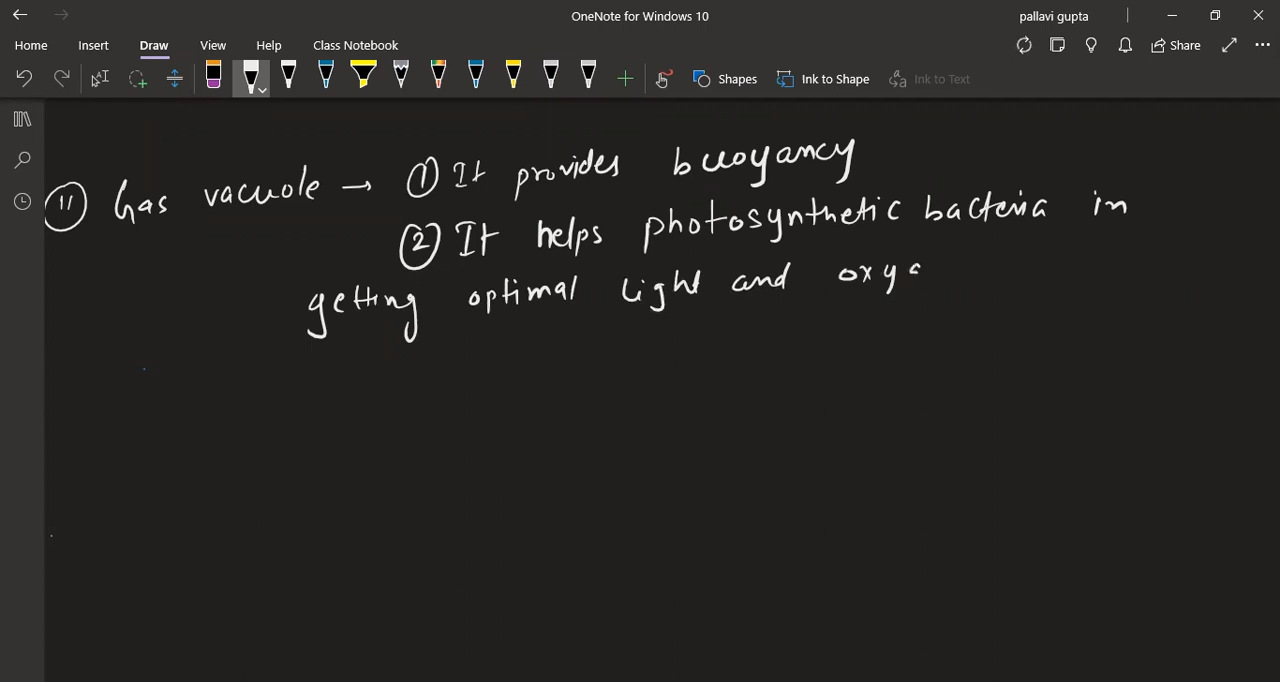 OneNote for Windows 10
pallavi gupta
Home Insert Draw View Help Class Notebook
Share
Shapes Ink to Shape Ink to Text
11 Gas vacuole → 1 It provides buoyancy
2 It helps photosynthetic bacteria in
getting optimal light and